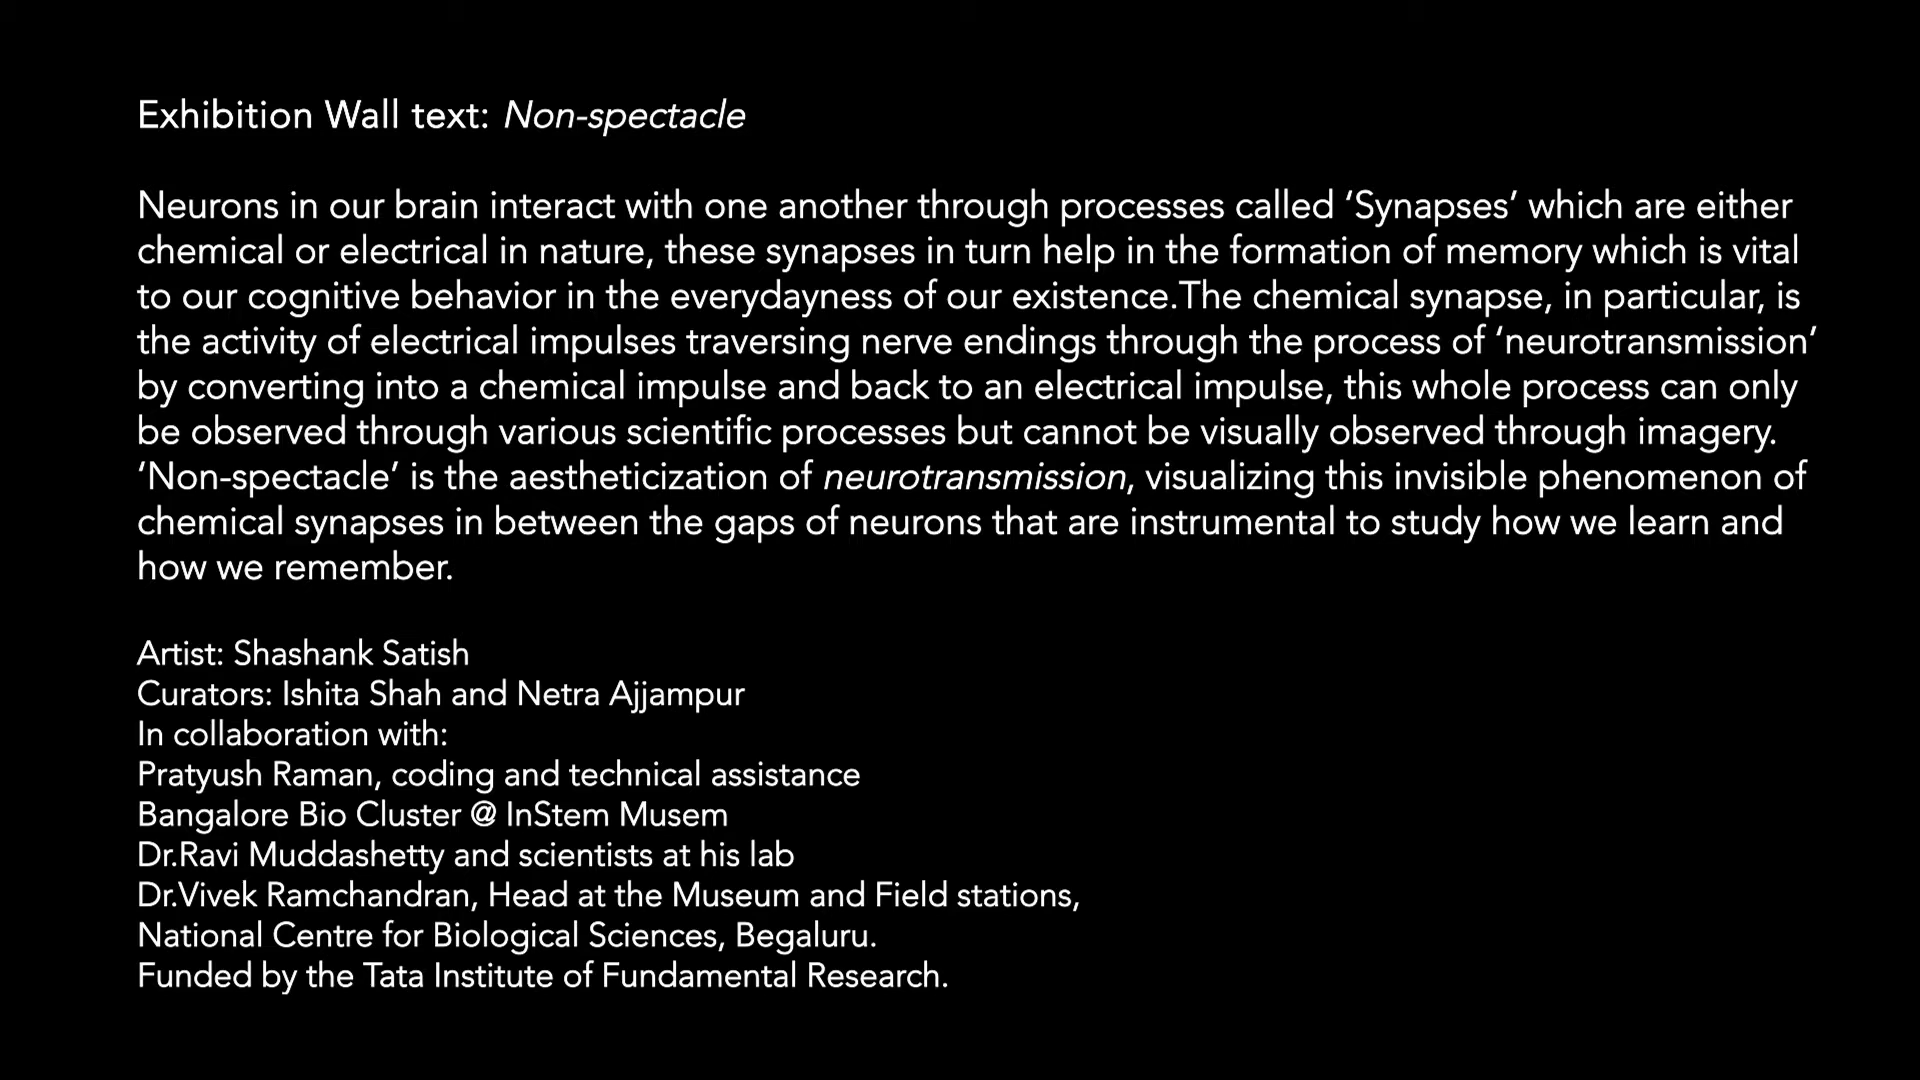 Exhibition Wall text: Non-spectacle
Neurons in our brain interact with one another through processes called ‘Synapses’ which are either
chemical or electrical in nature, these synapses in turn help in the formation of memory which is vital
to our cognitive behavior in the everydayness of our existence.The chemical synapse, in particular, is
the activity of electrical impulses traversing nerve endings through the process of ‘neurotransmission’
by converting into a chemical impulse and back to an electrical impulse, this whole process can only
be observed through various scientific processes but cannot be visually observed through imagery.
‘Non-spectacle’ is the aestheticization of neurotransmission, visualizing this invisible phenomenon of
chemical synapses in between the gaps of neurons that are instrumental to study how we learn and
how we remember.
Artist: Shashank Satish
Curators: Ishita Shah and Netra Ajjampur
In collaboration with:
Pratyush Raman, coding and technical assistance
Bangalore Bio Cluster @ InStem Musem
Dr.Ravi Muddashetty and scientists at his lab
Dr.Vivek Ramchandran, Head at the Museum and Field stations,
National Centre for Biological Sciences, Begaluru.
Funded by the Tata Institute of Fundamental Research.